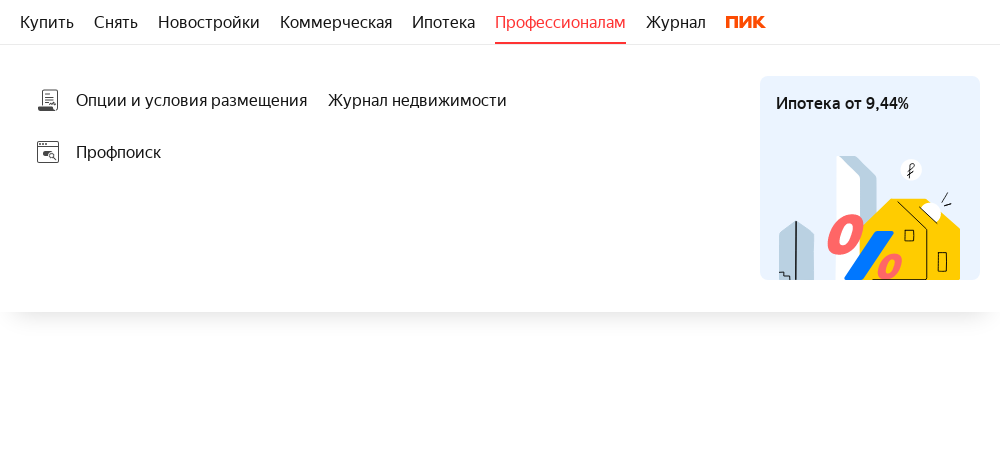 Купить Снять Новостройки Коммерческая Ипотека Профессионалам Журнал ПИК
Опции и условия размещения Журнал недвижимости
Профпоиск
Ипотека от 9,44%
%